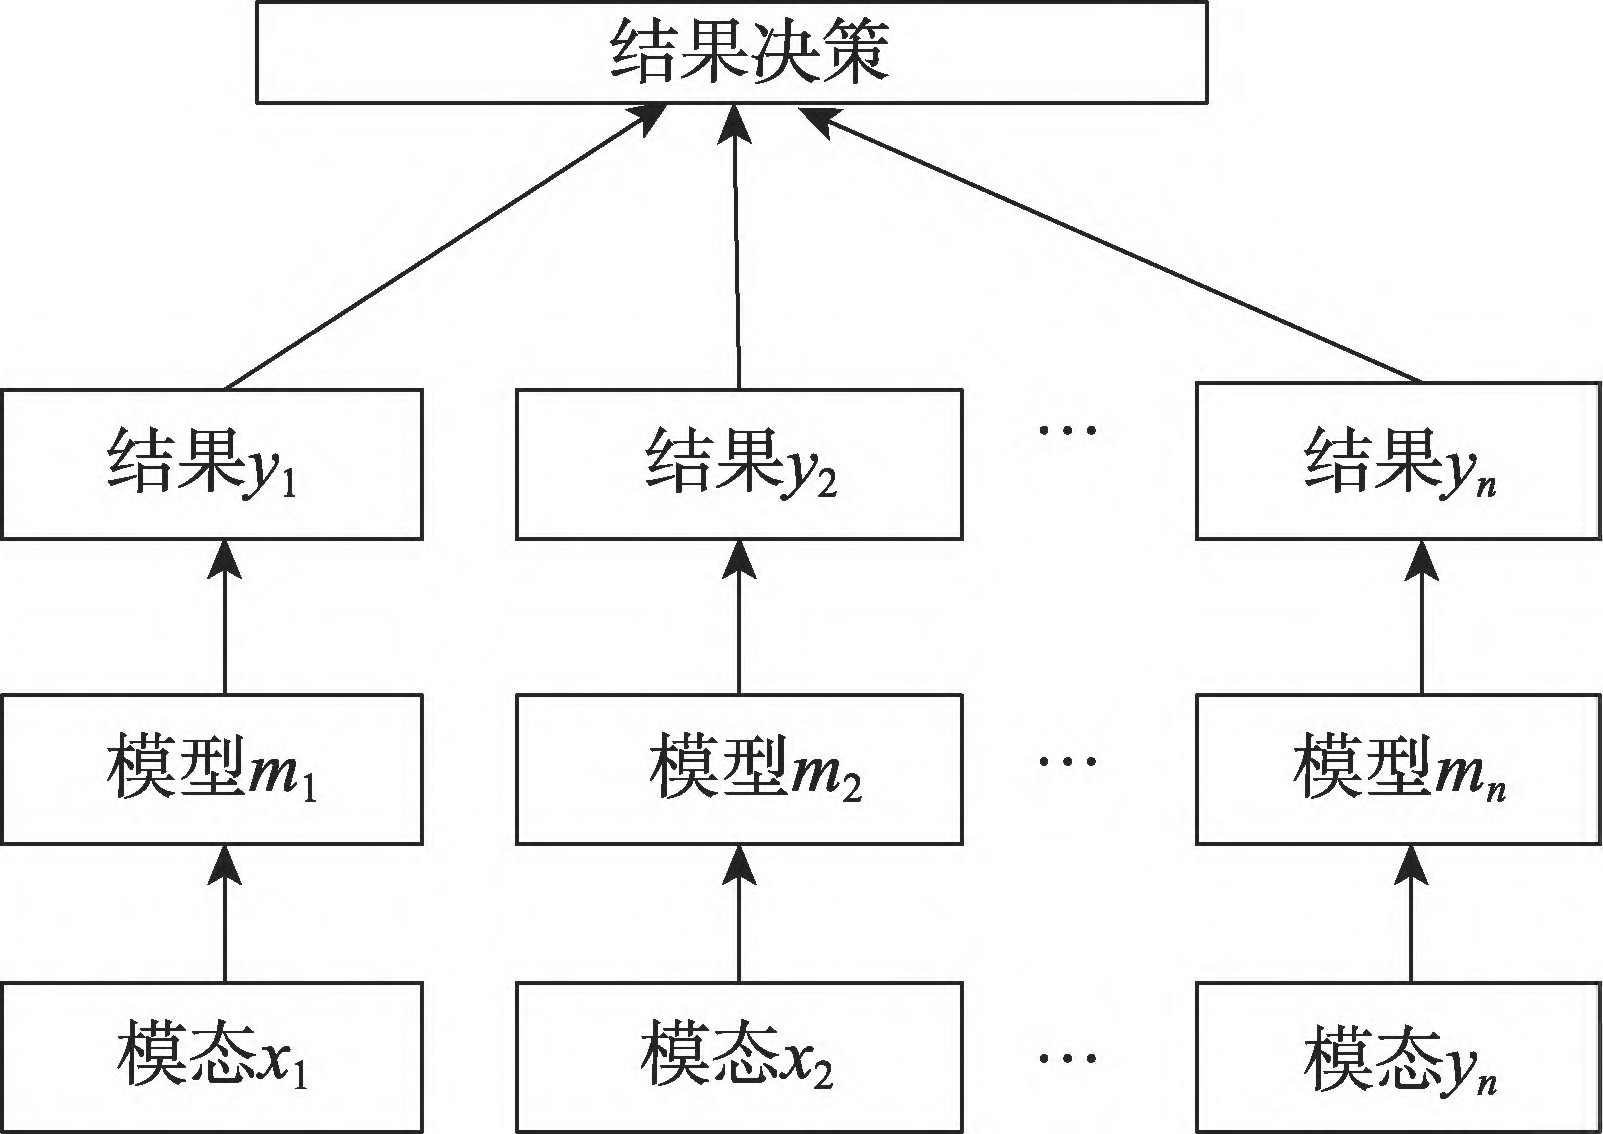 结果决策
结果y1 结果y2 … 结果yn
模型m1 模型m2 … 模型mn
模态x1 模态x2 … 模态yn